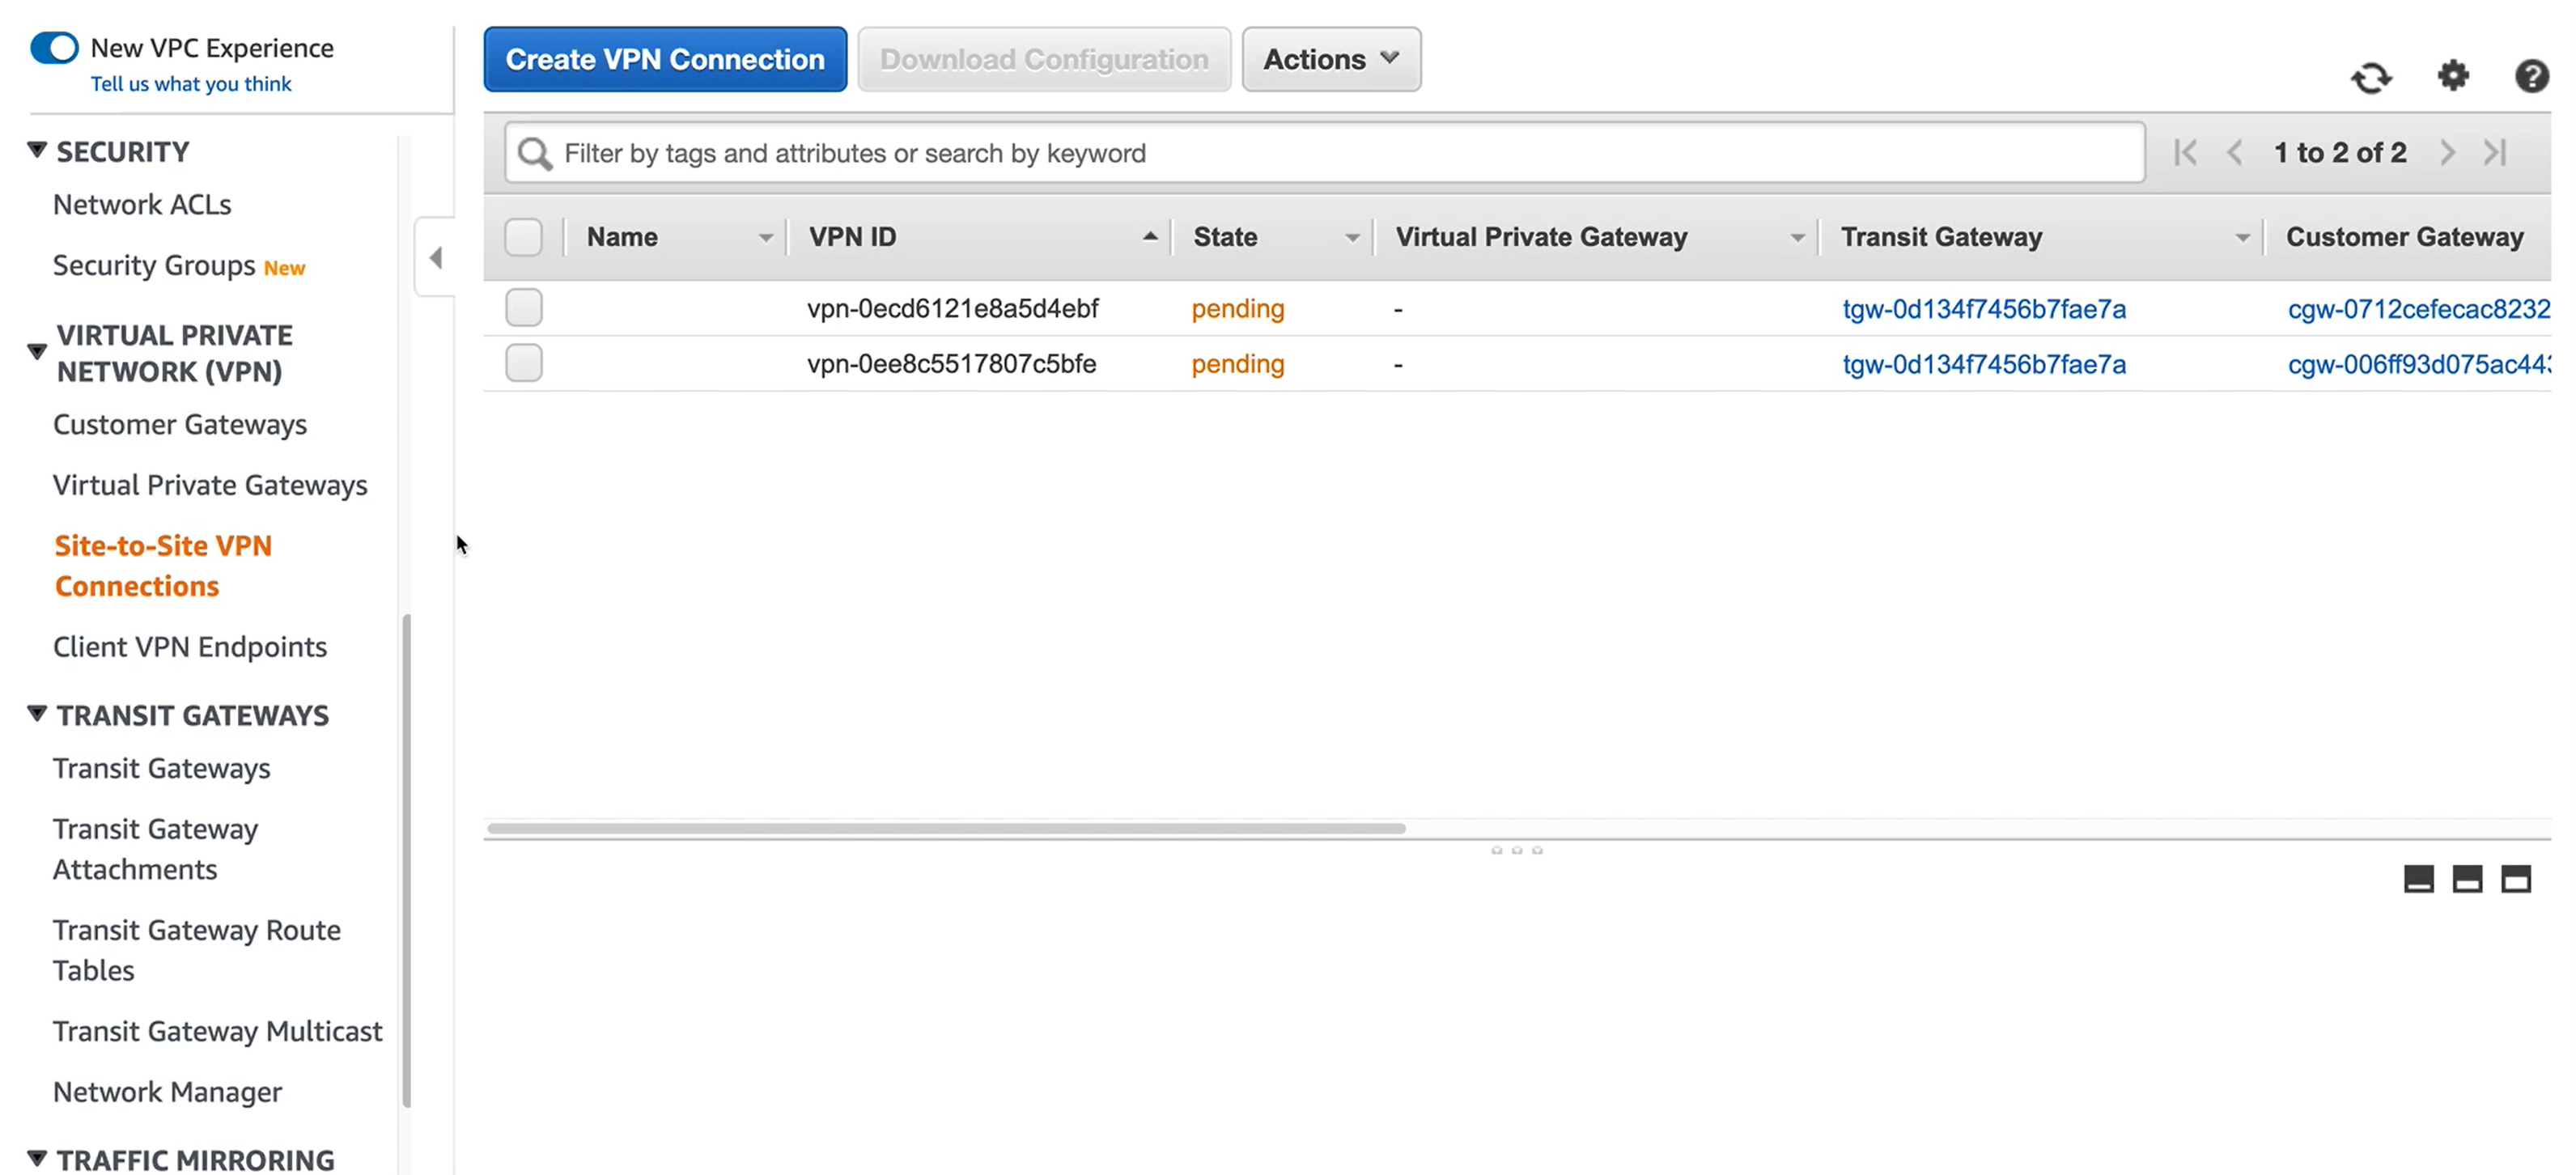 New VPC Experience
Tell us what you think
SECURITY
Network ACLs
Security Groups New
VIRTUAL PRIVATE
NETWORK (VPN)
Customer Gateways
Virtual Private Gateways
Site-to-Site VPN
Connections
Client VPN Endpoints
TRANSIT GATEWAYS
Transit Gateways
Transit Gateway
Attachments
Transit Gateway Route
Tables
Transit Gateway Multicast
Network Manager
TRAFFIC MIRRORING
Create VPN Connection Download Configuration Actions
Filter by tags and attributes or search by keyword 1 to 2 of 2
Name VPN ID State Virtual Private Gateway Transit Gateway Customer Gateway
vpn-0ecd6121e8a5d4ebf pending - tgw-0d134f7456b7fae7a cgw-0712cefecac8232
vpn-0ee8c5517807c5bfe pending - tgw-0d134f7456b7fae7a cgw-006ff93d075ac44